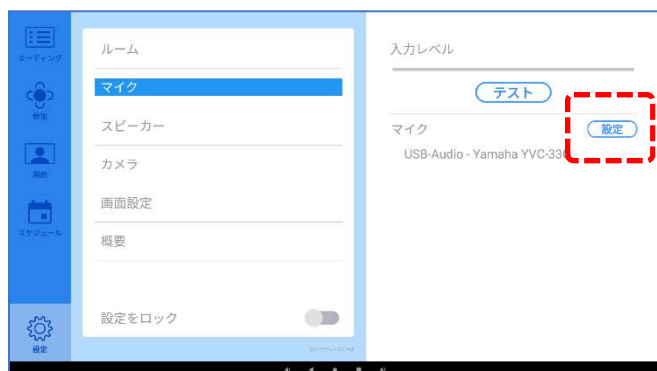 ミーティング
参加
開始
スケジュール
設定
ルーム
マイク
スピーカー
カメラ
画面設定
概要
設定をロック
入力レベル
テスト
マイク
設定
USB-Audio - Yamaha YVC-33